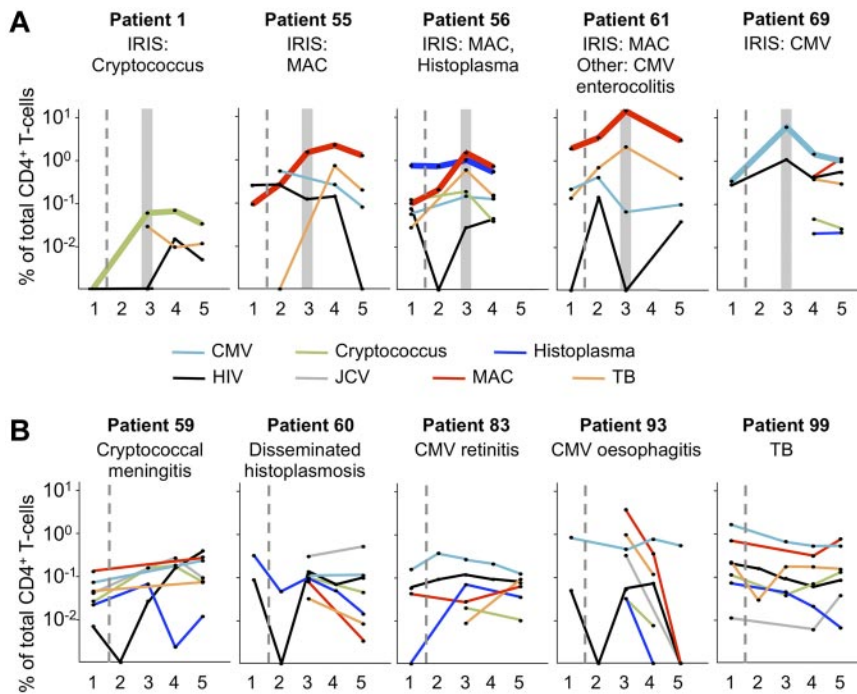 A
Patient 1 Patient 55 Patient 56 Patient 61 Patient 69
IRIS: IRIS: IRIS: MAC, IRIS: MAC IRIS: CMV
Cryptococcus MAC Histoplasma Other: CMV
enterocolitis
% of total CD4⁺ T-cells
10¹
10⁰
10⁻¹
10⁻²
1 2 3 4 5 1 2 3 4 5 1 2 3 4 5 1 2 3 4 5 1 2 3 4 5
CMV Cryptococcus Histoplasma
HIV JCV MAC TB
B
Patient 59 Patient 60 Patient 83 Patient 93 Patient 99
Cryptococcal Disseminated CMV retinitis CMV oesophagitis TB
meningitis histoplasmosis
% of total CD4⁺ T-cells
10¹
10⁰
10⁻¹
10⁻²
1 2 3 4 5 1 2 3 4 5 1 2 3 4 5 1 2 3 4 5 1 2 3 4 5